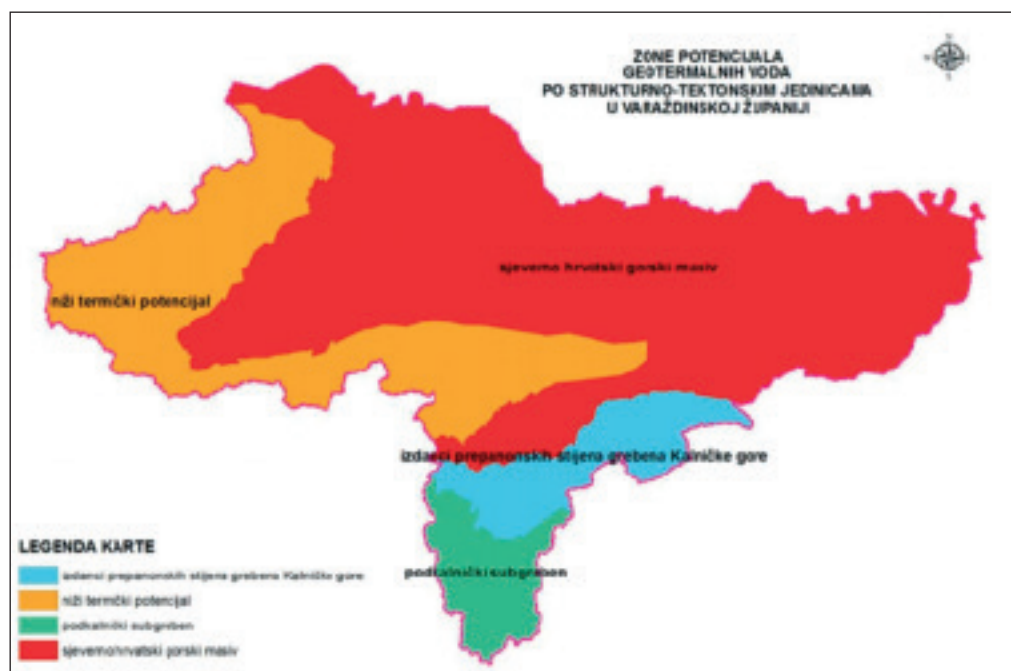 ZONE POTENCIJALA
GEOTERMALNIH VODA
PO STRUKTURNO-TEKTONSKIM JEDINICAMA
U VARAŽDINSKOJ ŽUPANIJI
N
S
sjeverno hrvatski gorski masiv
niži termčki potencijal
izdanci prepanonskih stijena grebena Kalničke gore
podkalnički subgreben
LEGENDA KARTE
izdanci prepanonskih stijena grebena Kalničke gore
niži termčki potencijal
podkalnički subgreben
sjevernohrvatski gorski masiv